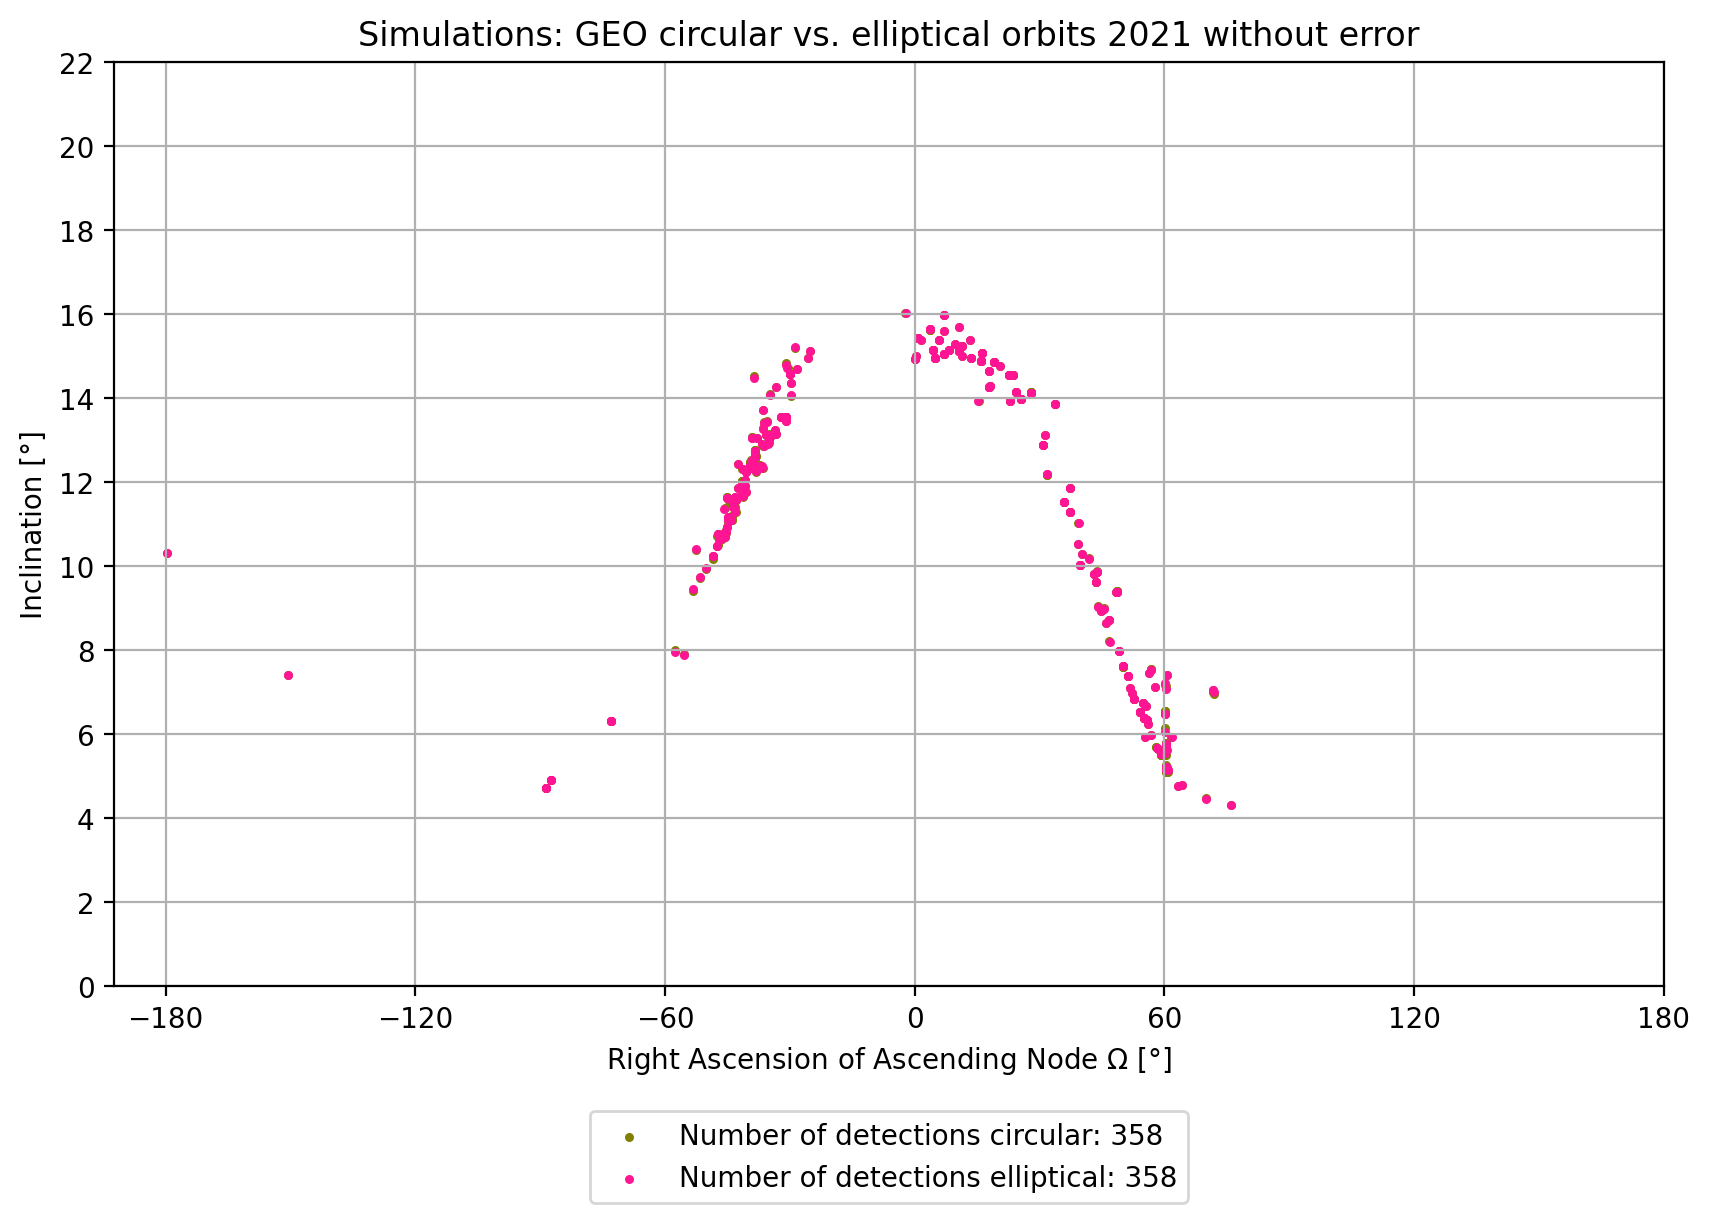 Simulations: GEO circular vs. elliptical orbits 2021 without error
22
20
18
16
14
12
10
8
6
4
2
0
Inclination [°]
−180 −120 −60 0 60 120 180
Right Ascension of Ascending Node Ω [°]
Number of detections circular: 358
Number of detections elliptical: 358